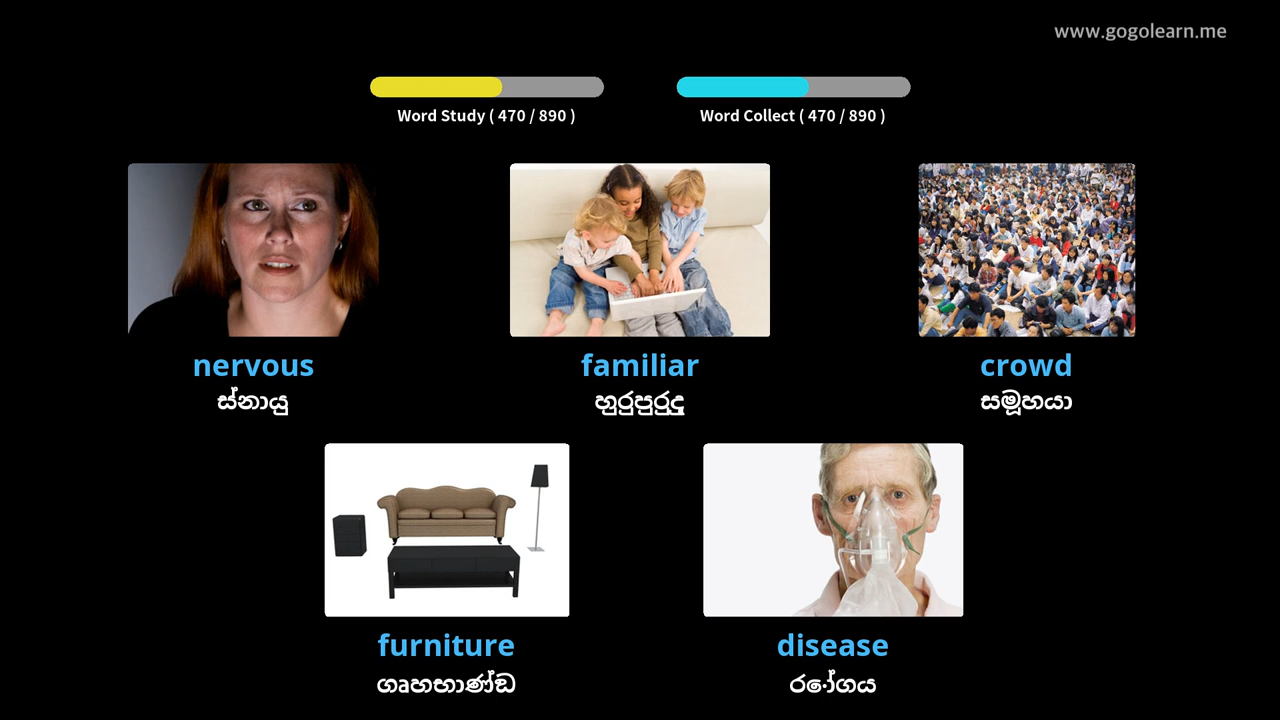 www.gogolearn.me
Word Study ( 470 / 890 )
Word Collect ( 470 / 890 )
nervous
ස්නායු
familiar
හුරුපුරුදු
crowd
සමූහයා
furniture
ගෘහභාණ්ඩ
disease
රෝගය